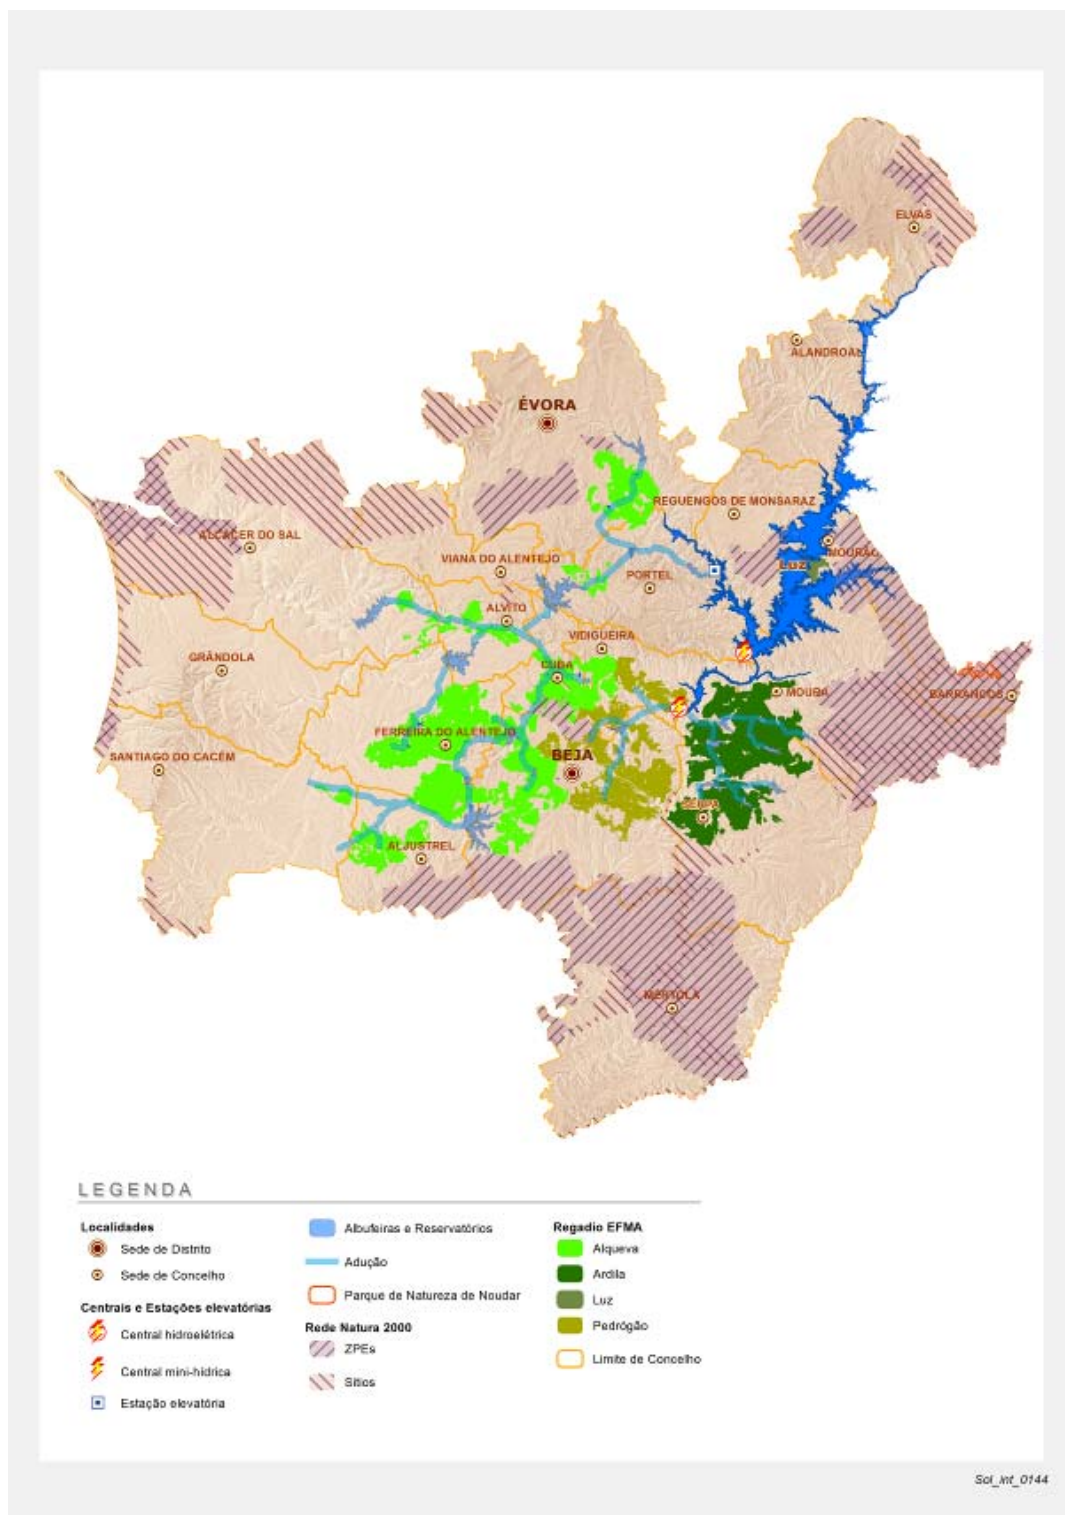 ELVAS
ALANDROAL
ÉVORA
REGUENGOS DE MONSARAZ
ALCÁCER DO SAL
MOURÃO
VIANA DO ALENTEJO
LUZ
PORTEL
ALVITO
VIDIGUEIRA
GRÂNDOLA
CUBA
MOURA
BARRANCOS
FERREIRA DO ALENTEJO
BEJA
SANTIAGO DO CACÉM
SERPA
ALJUSTREL
MÉRTOLA
LEGENDA
Localidades
Sede de Distrito
Sede de Concelho
Centrais e Estações elevatórias
Central hidroelétrica
Central mini-hídrica
Estação elevatória
Albufeiras e Reservatórios
Adução
Parque de Natureza de Noudar
Rede Natura 2000
ZPEs
Sítios
Regadio EFMA
Alqueva
Ardila
Luz
Pedrógão
Limite de Concelho
Sol_int_0144